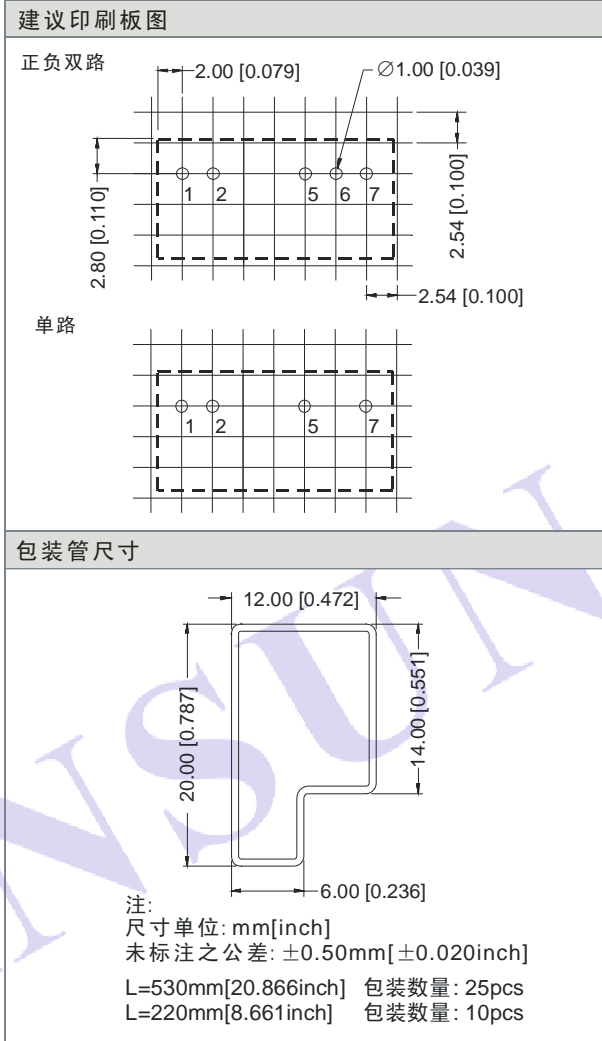 建议印刷板图
正负双路
2.00 [0.079]
∅1.00 [0.039]
2.80 [0.110]
1 2 5 6 7
2.54 [0.100]
2.54 [0.100]
单路
1 2 5 7
包装管尺寸
12.00 [0.472]
20.00 [0.787]
14.00 [0.551]
6.00 [0.236]
注:
尺寸单位: mm[inch]
未标注之公差: ±0.50mm[±0.020inch]
L=530mm[20.866inch] 包装数量: 25pcs
L=220mm[8.661inch] 包装数量: 10pcs
NSUN